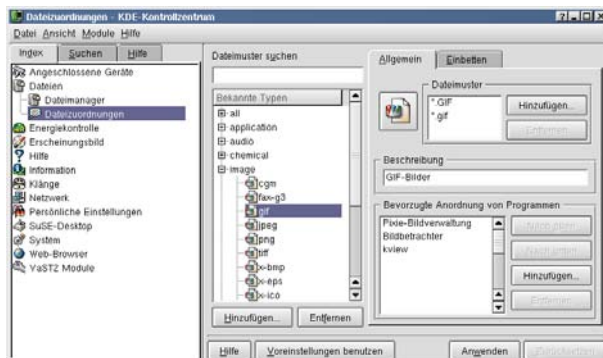 Dateizuordnungen - KDE-Kontrollzentrum
Datei Ansicht Module Hilfe
Index Suchen Hilfe
Angeschlossene Geräte
Dateien
Dateimanager
Dateizuordnungen
Energiekontrolle
Erscheinungsbild
Hilfe
Information
Klänge
Netzwerk
Persönliche Einstellungen
SuSE-Desktop
System
Web-Browser
YaST2 Module
Dateimuster suchen
Bekannte Typen
all
application
audio
chemical
image
cgm
fax-g3
gif
jpeg
png
tiff
x-bmp
x-eps
x-ico
Hinzufügen... Entfernen
Allgemein Einbetten
Dateimuster
*.GIF
*.gif
Hinzufügen...
Entfernen
Beschreibung
GIF-Bilder
Bevorzugte Anordnung von Programmen
Pixie-Bildverwaltung
Bildbetrachter
kview
Nach oben
Nach unten
Hinzufügen...
Entfernen
Hilfe Voreinstellungen benutzen Anwenden Zurücksetzen